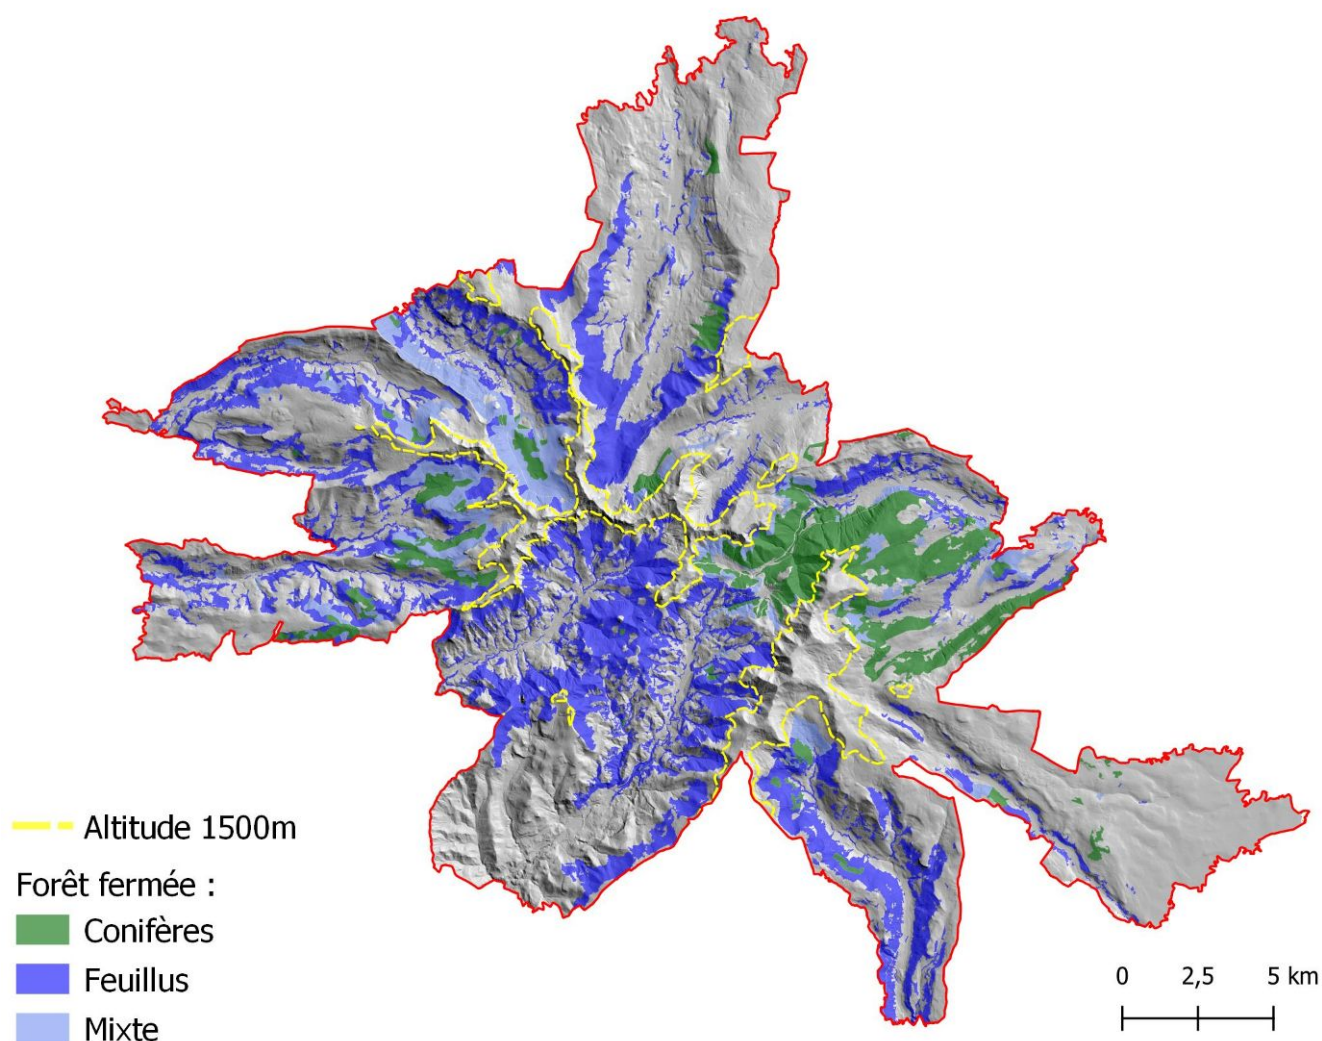 Altitude 1500m
Forêt fermée :
Conifères
Feuillus
Mixte
0 2,5 5 km